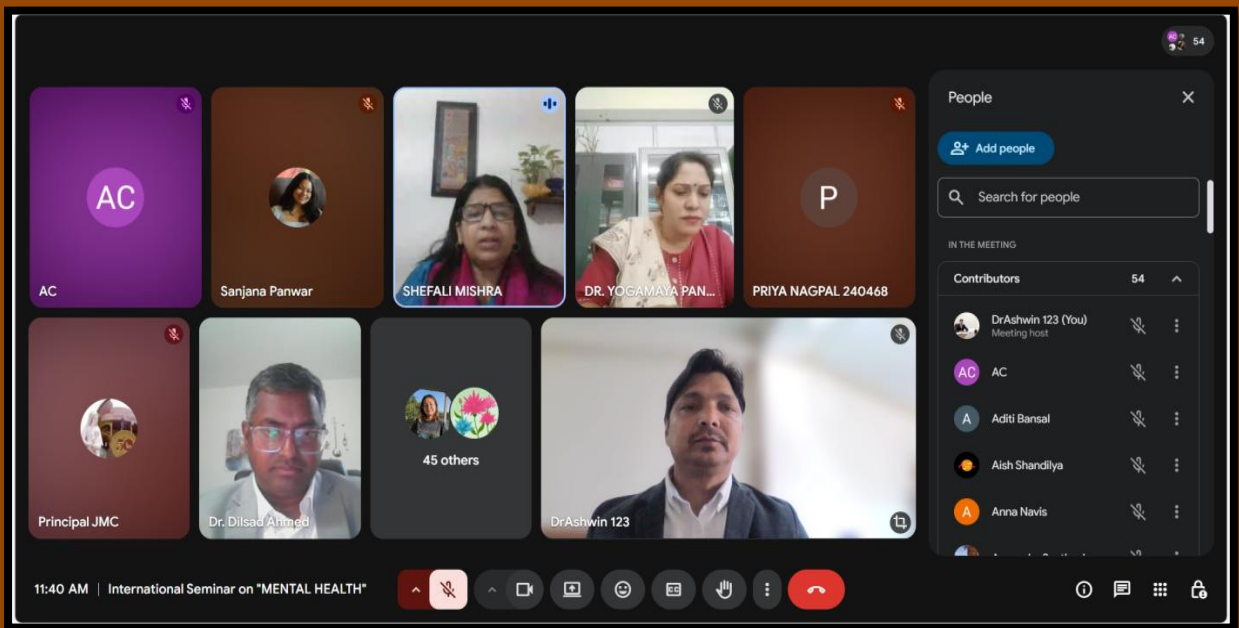 54
AC
AC
Sanjana Panwar
SHEFALI MISHRA
DR. YOGAMAYA PAN...
P
PRIYA NAGPAL 240468
Principal JMC
Dr. Dilsad Ahmed
45 others
DrAshwin 123
People
Add people
Search for people
IN THE MEETING
Contributors 54
DrAshwin 123 (You)
Meeting host
AC AC
A Aditi Bansal
Aish Shandilya
A Anna Navis
11:40 AM | International Seminar on "MENTAL HEALTH"
CC